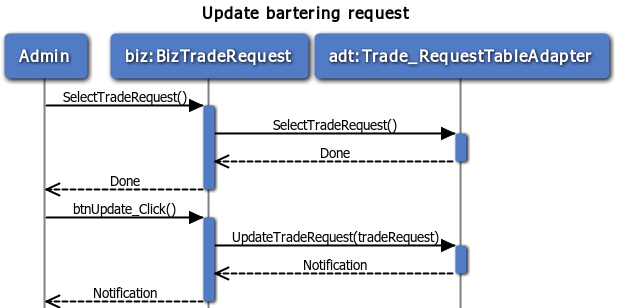 Update bartering request
Admin
biz:BizTradeRequest
adt:Trade_RequestTableAdapter
SelectTradeRequest()
SelectTradeRequest()
Done
Done
btnUpdate_Click()
UpdateTradeRequest(tradeRequest)
Notification
Notification